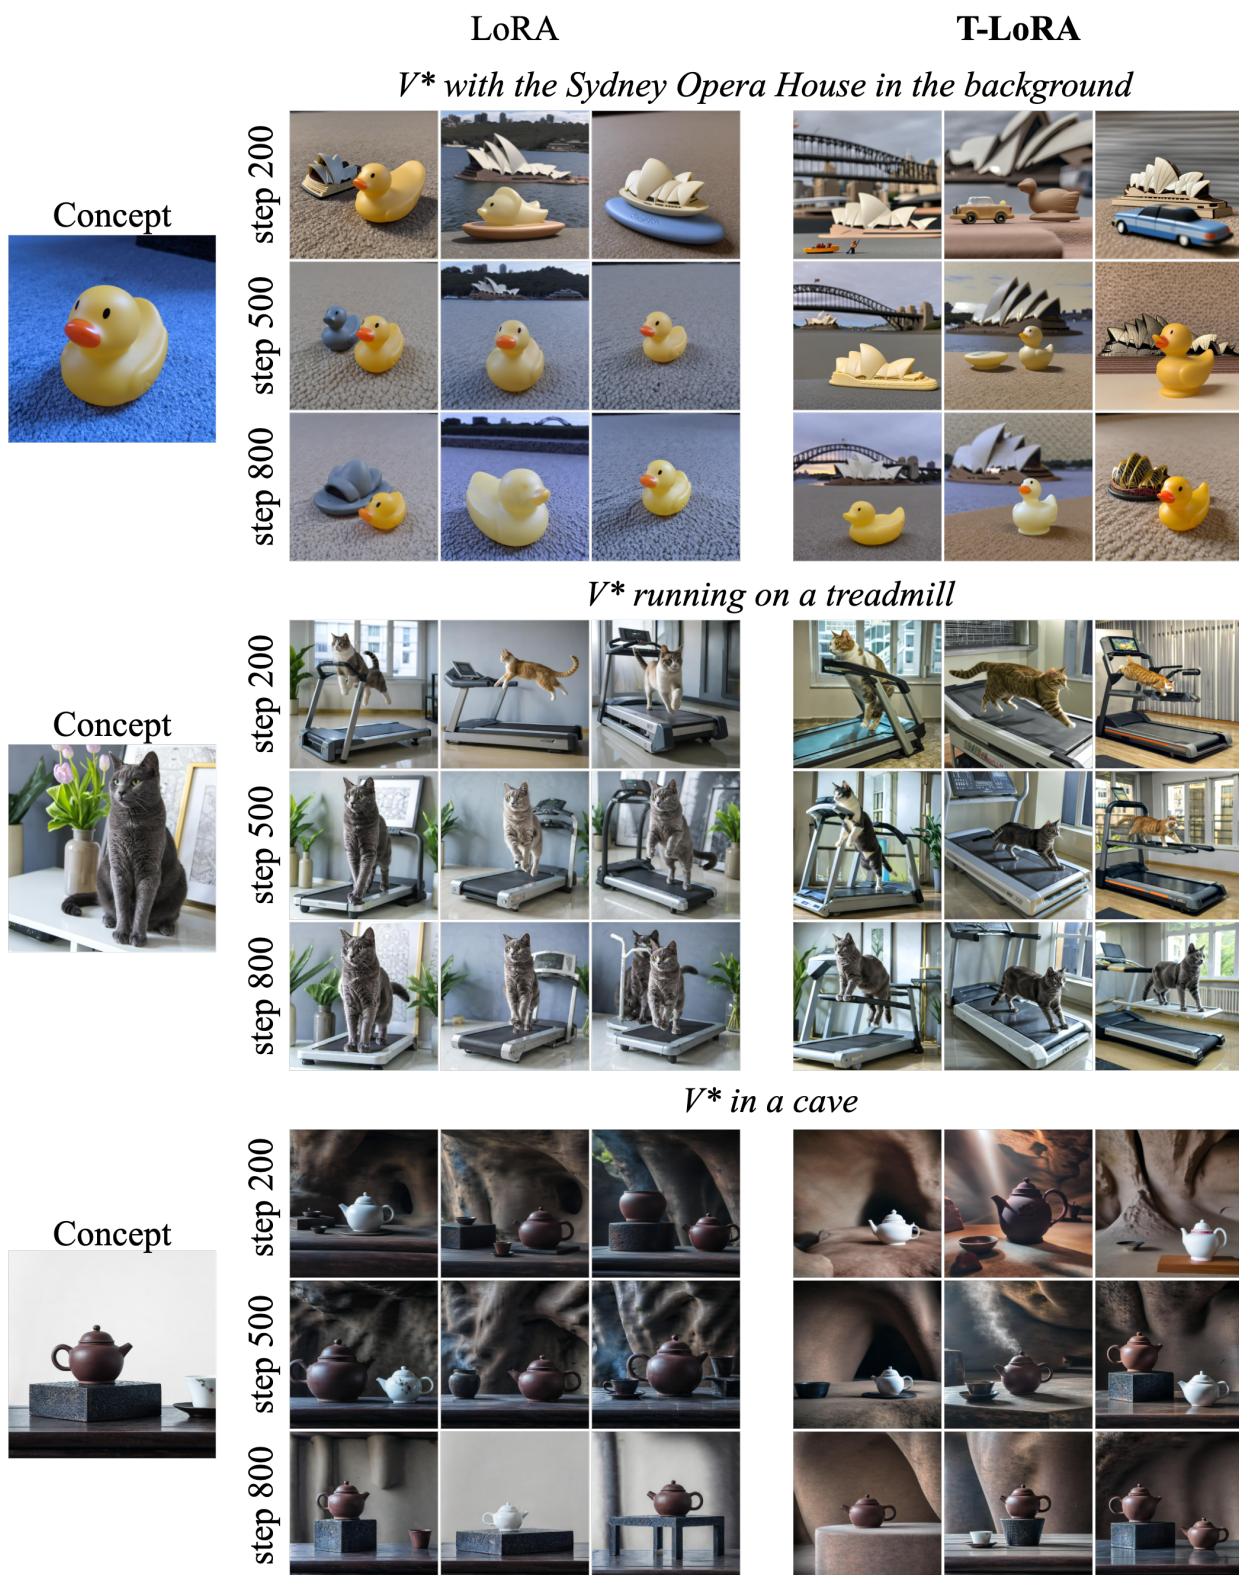 LoRA
T-LoRA
V* with the Sydney Opera House in the background
Concept
step 200
step 500
step 800
V* running on a treadmill
Concept
step 200
step 500
step 800
V* in a cave
Concept
step 200
step 500
step 800